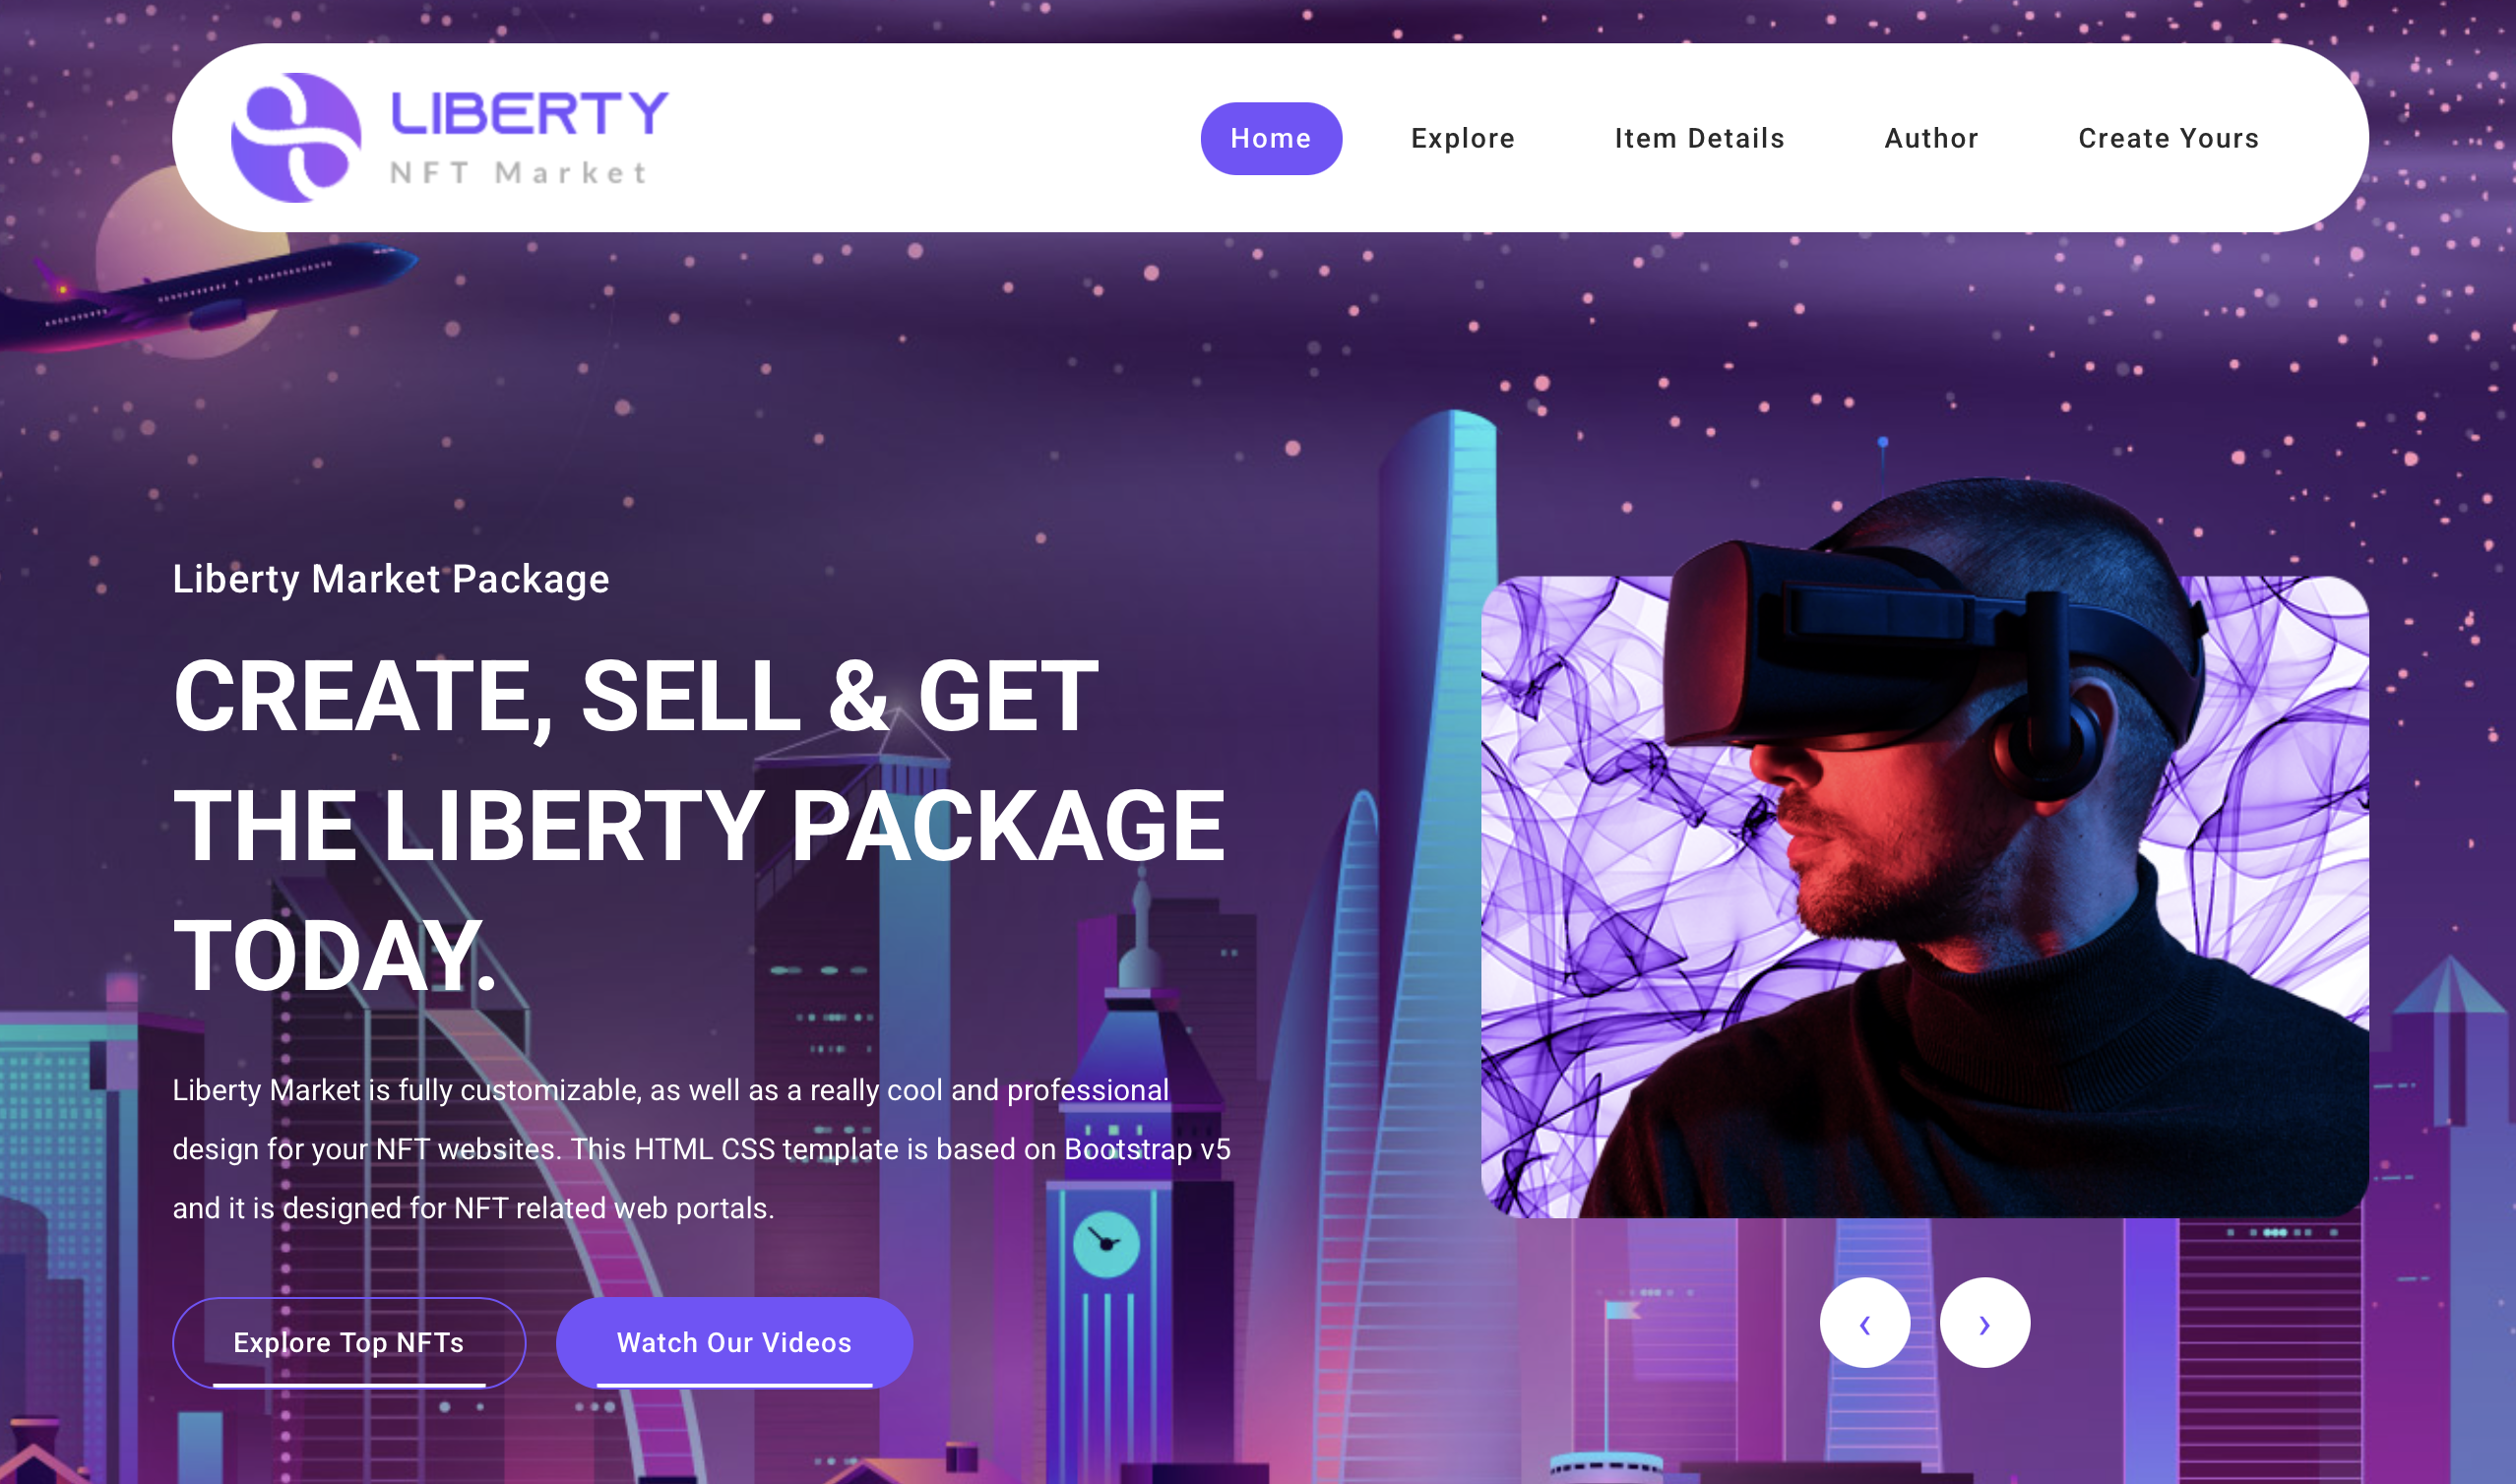 LIBERTY
NFT Market
Home
Explore
Item Details
Author
Create Yours
Liberty Market Package
CREATE, SELL & GET
THE LIBERTY PACKAGE
TODAY.
Liberty Market is fully customizable, as well as a really cool and professional
design for your NFT websites. This HTML CSS template is based on Bootstrap v5
and it is designed for NFT related web portals.
Explore Top NFTs
Watch Our Videos
‹
›